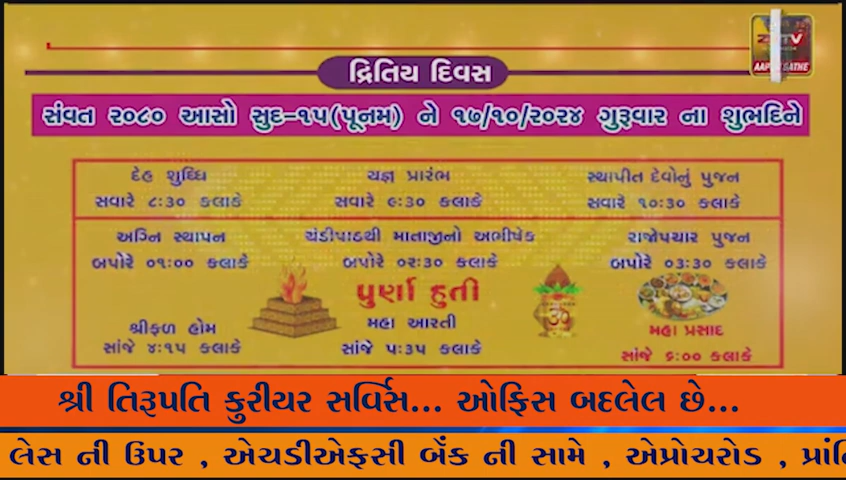 AAPNI SATHE
દ્રિતિય દિવસ
સંવત ૨૦૮૦ આસો સુદ-૧૫(પૂનમ) ને ૧૭/૧૦/૨૦૨૪ ગુરૂવાર ના શુભદિને
દેહ શુધ્ધિ યજ્ઞ પ્રારંભ સ્થાપીત દેવોનું પુજન
સવારે ૮:૩૦ કલાકે સવારે ૯:૩૦ કલાકે સવારે ૧૦:૩૦ કલાકે
અગ્નિ સ્થાપન ચંડીપાઠથી માતાજીનો અભીષેક રાજોપચાર પુજન
બપોરે ૦૧:૦૦ કલાકે બપોરે ૦૨:૩૦ કલાકે બપોરે ૦૩:૩૦ કલાકે
પુર્ણા હુતી
શ્રીફળ હોમ મહા આરતી મહા પ્રસાદ
સાંજે ૪:૧૫ કલાકે સાંજે ૫:૩૫ કલાકે સાંજે ૬:૦૦ કલાકે
શ્રી તિરૂપતિ કુરીયર સર્વિસ... ઓફિસ બદલેલ છે...
લેસ ની ઉપર , એચડીએફસી બેંક ની સામે , એપ્રોચરોડ , પ્રાંતિ